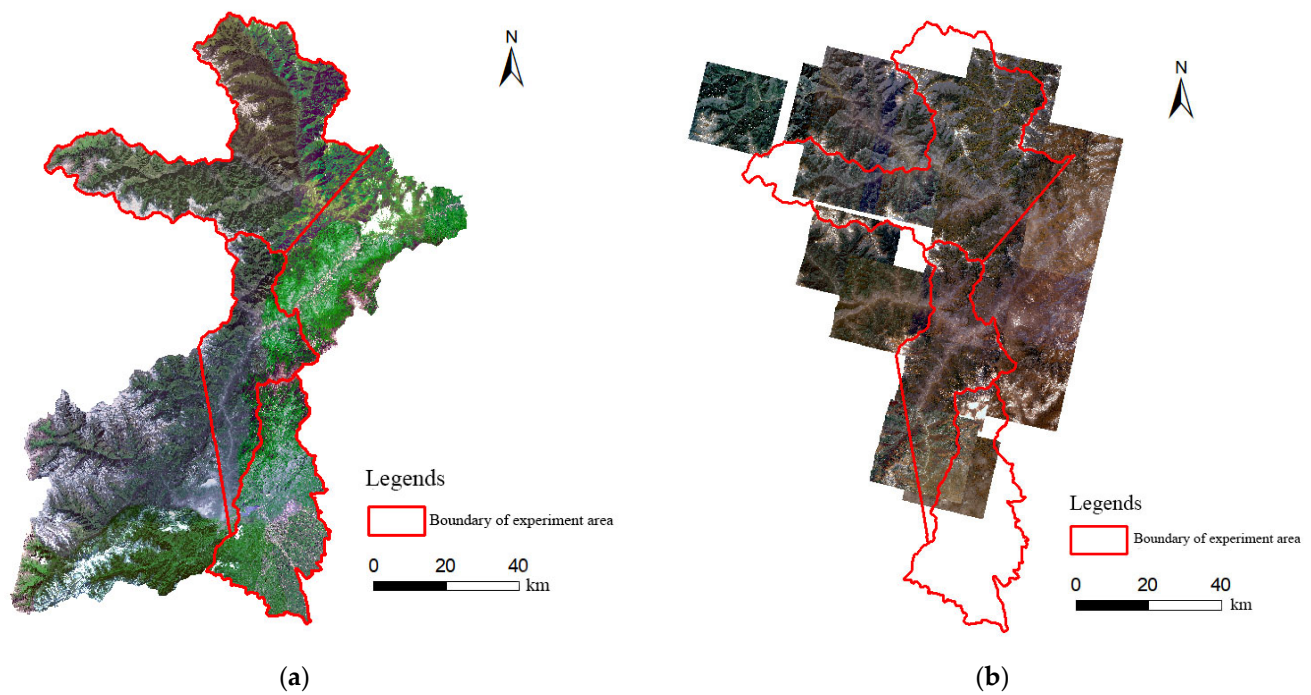 N
Legends
Boundary of experiment area
0 20 40
km
(a)
N
Legends
Boundary of experiment area
0 20 40
km
(b)